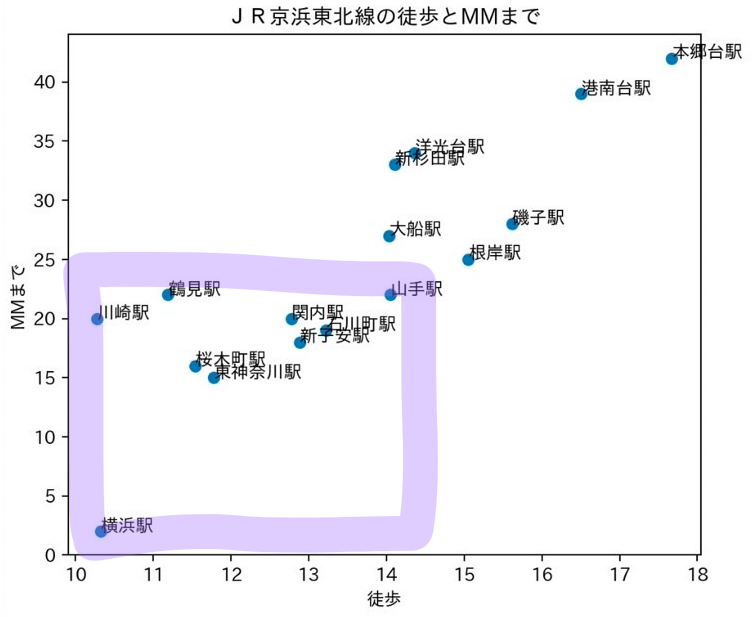 ＪＲ京浜東北線の徒歩とMMまで
本郷台駅
港南台駅
洋光台駅
新杉田駅
大船駅
磯子駅
根岸駅
鶴見駅
山手駅
川崎駅
関内駅
石川町駅
新子安駅
桜木町駅
東神奈川駅
横浜駅
MMまで
40
35
30
25
20
15
10
5
0
10 11 12 13 14 15 16 17 18
徒歩